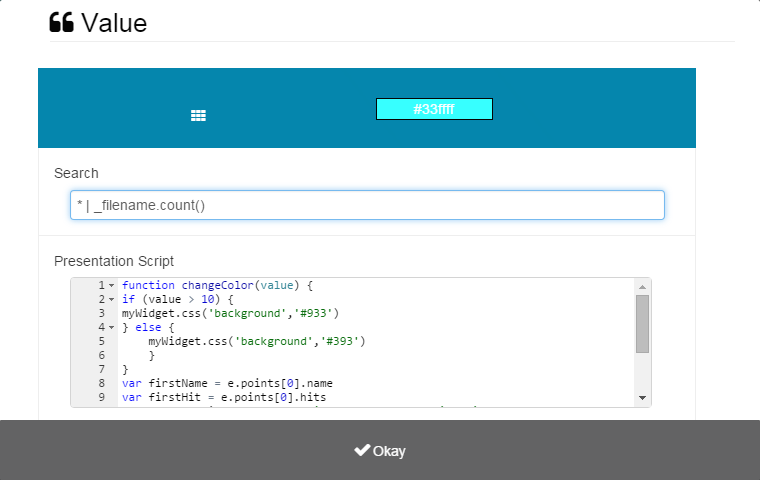 Value
#33ffff
Search
* | _filename.count()
Presentation Script
1 function changeColor(value) {
2 if (value > 10) {
3 myWidget.css('background','#933')
4 } else {
5 myWidget.css('background','#393')
6 }
7 }
8 var firstName = e.points[0].name
9 var firstHit = e.points[0].hits
Okay